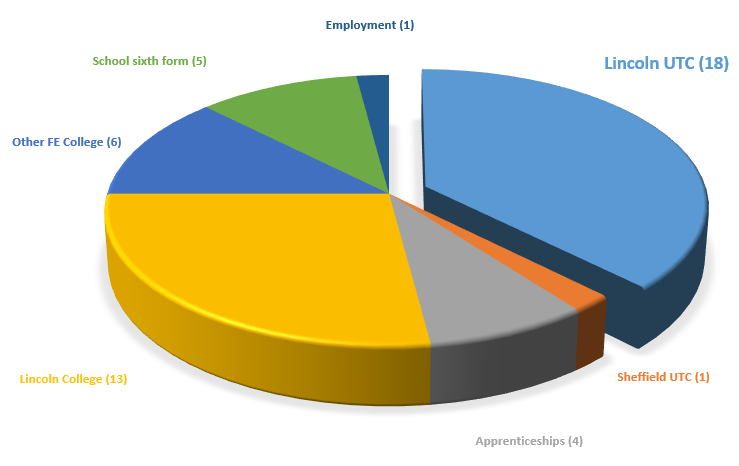 Employment (1)
School sixth form (5)
Lincoln UTC (18)
Other FE College (6)
Lincoln College (13)
Sheffield UTC (1)
Apprenticeships (4)